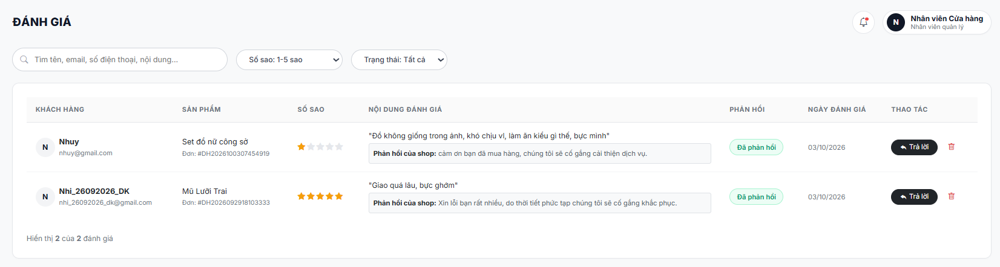 ĐÁNH GIÁ
N
Nhân viên Cửa hàng
Nhân viên quản lý
Tìm tên, email, số điện thoại, nội dung...
Số sao: 1-5 sao
Trạng thái: Tất cả
KHÁCH HÀNG SẢN PHẨM SỐ SAO NỘI DUNG ĐÁNH GIÁ PHẢN HỒI NGÀY ĐÁNH GIÁ THAO TÁC
N
Nhuy
nhuy@gmail.com
Set đồ nữ công sở
Đơn: #DH2026100307454919
"Đồ không giống trong ảnh, khó chịu vl, làm ăn kiểu gì thế, bực mình"
Phản hồi của shop: cảm ơn bạn đã mua hàng, chúng tôi sẽ cố gắng cải thiện dịch vụ.
Đã phản hồi
03/10/2026
Trả lời
N
Nhi_26092026_DK
nhi_26092026_dk@gmail.com
Mũ Lưỡi Trai
Đơn: #DH2026092918103333
"Giao quá lâu, bực ghớm"
Phản hồi của shop: Xin lỗi bạn rất nhiều, do thời tiết phức tạp chúng tôi sẽ cố gắng khắc phục.
Đã phản hồi
03/10/2026
Trả lời
Hiển thị 2 của 2 đánh giá